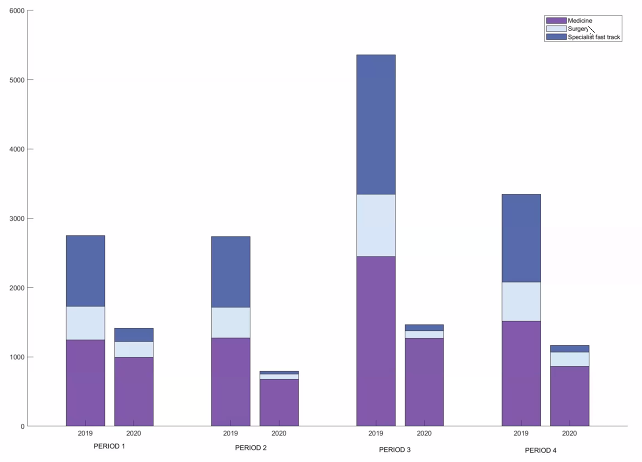 6000
5000
4000
3000
2000
1000
0
Medicine
Surgery
Specialist fast track
2019 2020 2019 2020 2019 2020 2019 2020
PERIOD 1 PERIOD 2 PERIOD 3 PERIOD 4